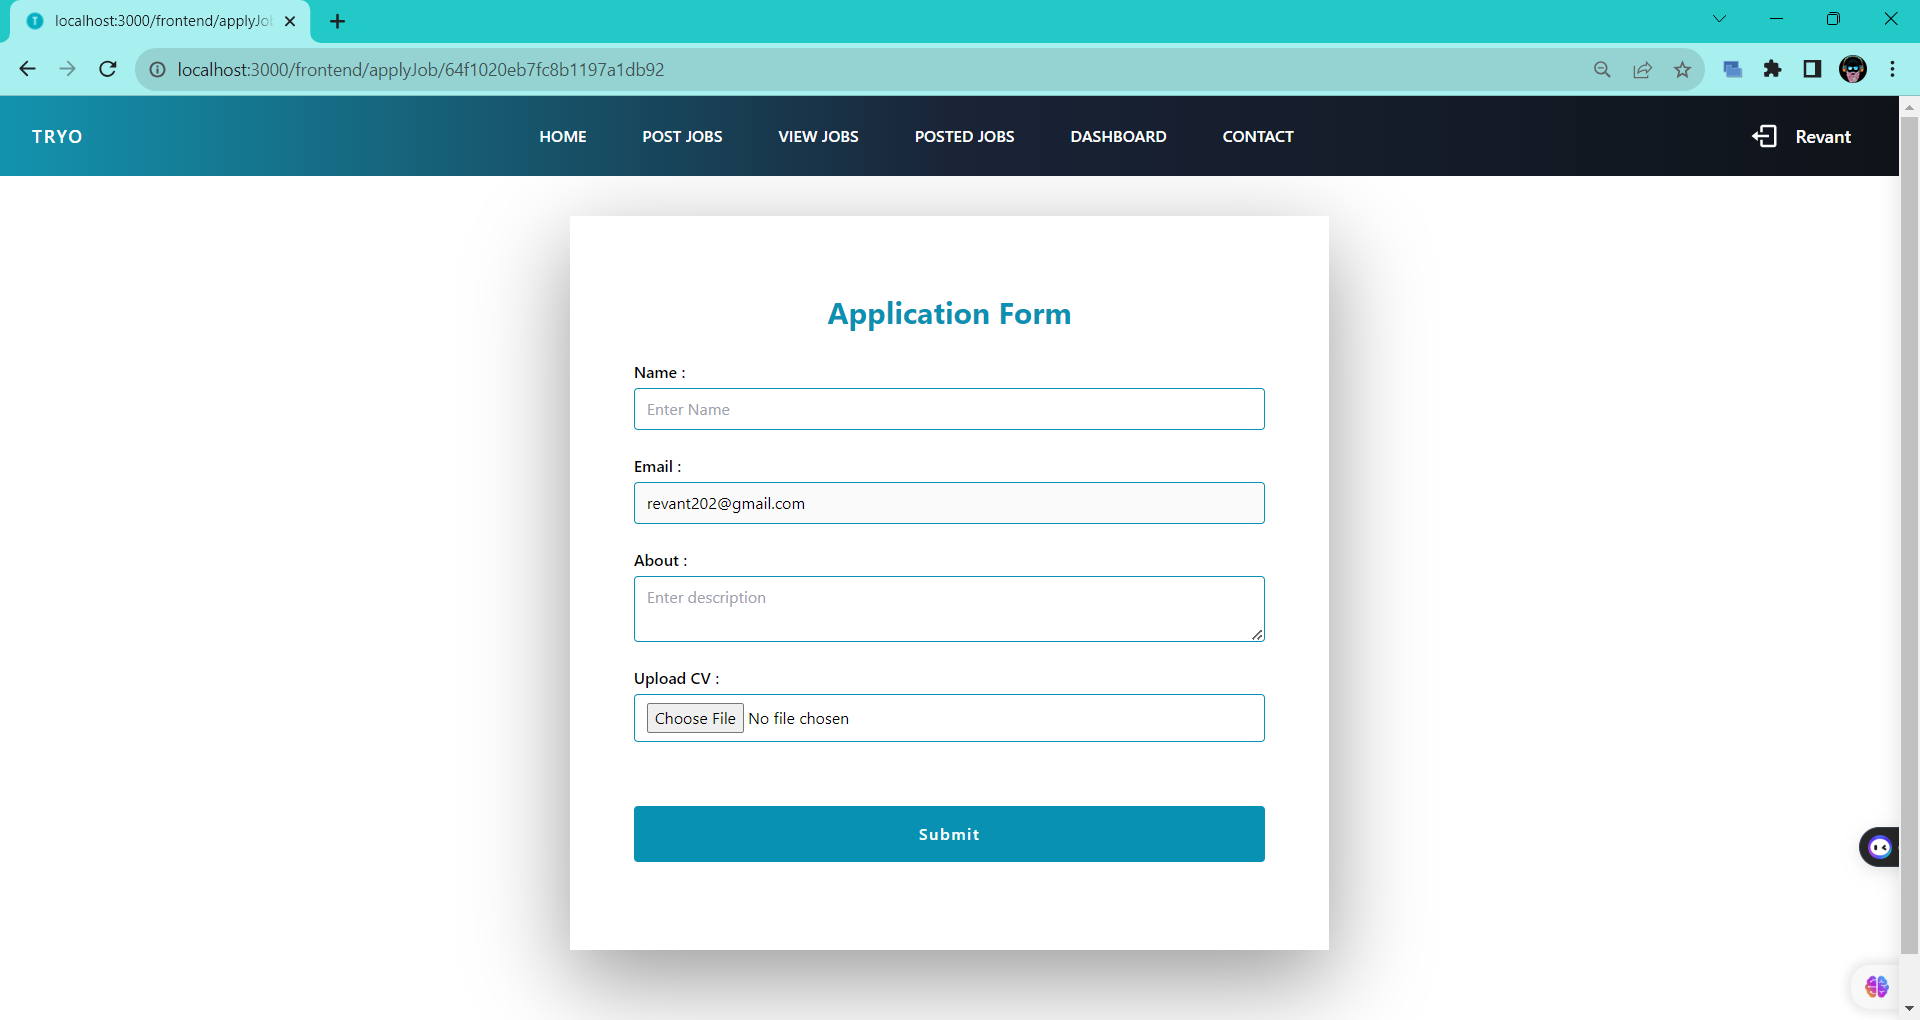 localhost:3000/frontend/applyJo
localhost:3000/frontend/applyJob/64f1020eb7fc8b1197a1db92
TRYO
HOME
POST JOBS
VIEW JOBS
POSTED JOBS
DASHBOARD
CONTACT
Revant
Application Form
Name :
Enter Name
Email :
revant202@gmail.com
About :
Enter description
Upload CV :
Choose File No file chosen
Submit